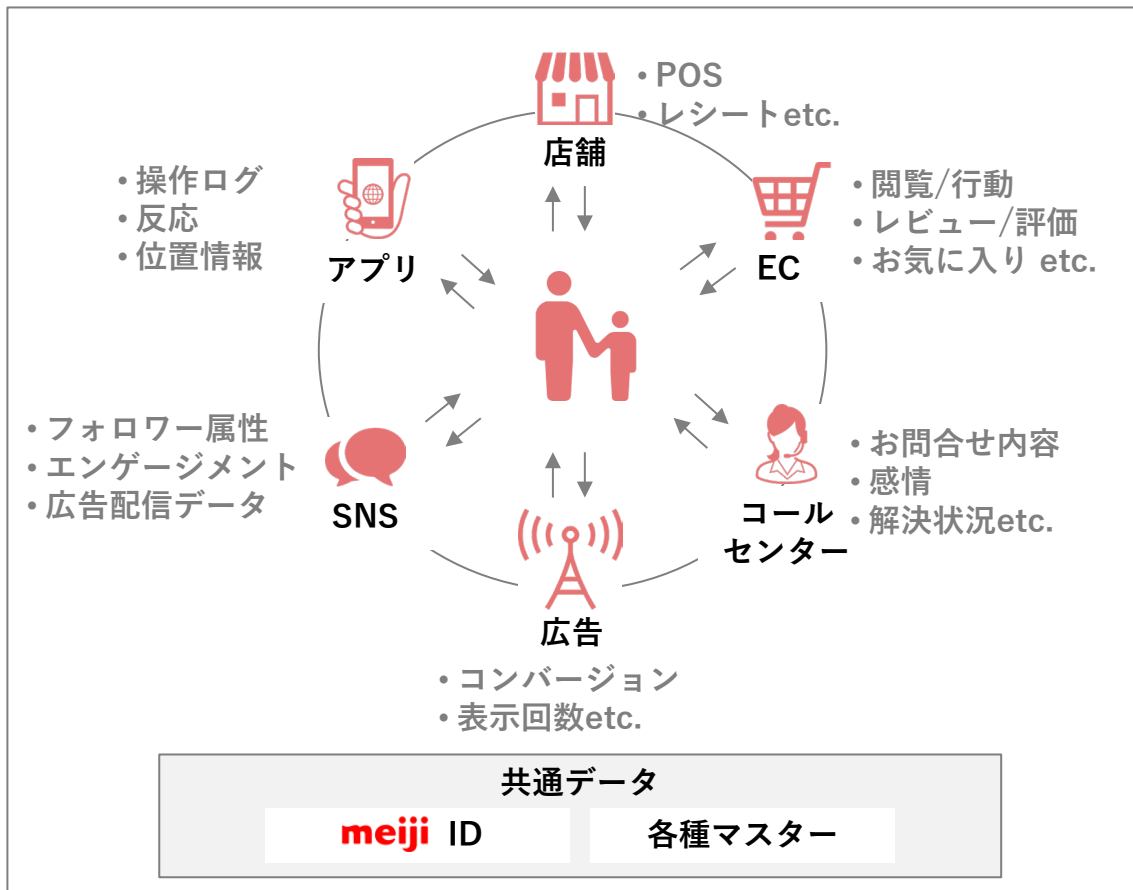 店舗
• POS
• レシートetc.
• 操作ログ
• 反応
• 位置情報
アプリ
• 閲覧/行動
• レビュー/評価
• お気に入り etc.
EC
• フォロワー属性
• エンゲージメント
• 広告配信データ
SNS
• お問合せ内容
• 感情
• 解決状況etc.
コール
センター
広告
• コンバージョン
• 表示回数etc.
共通データ
meiji ID
各種マスター